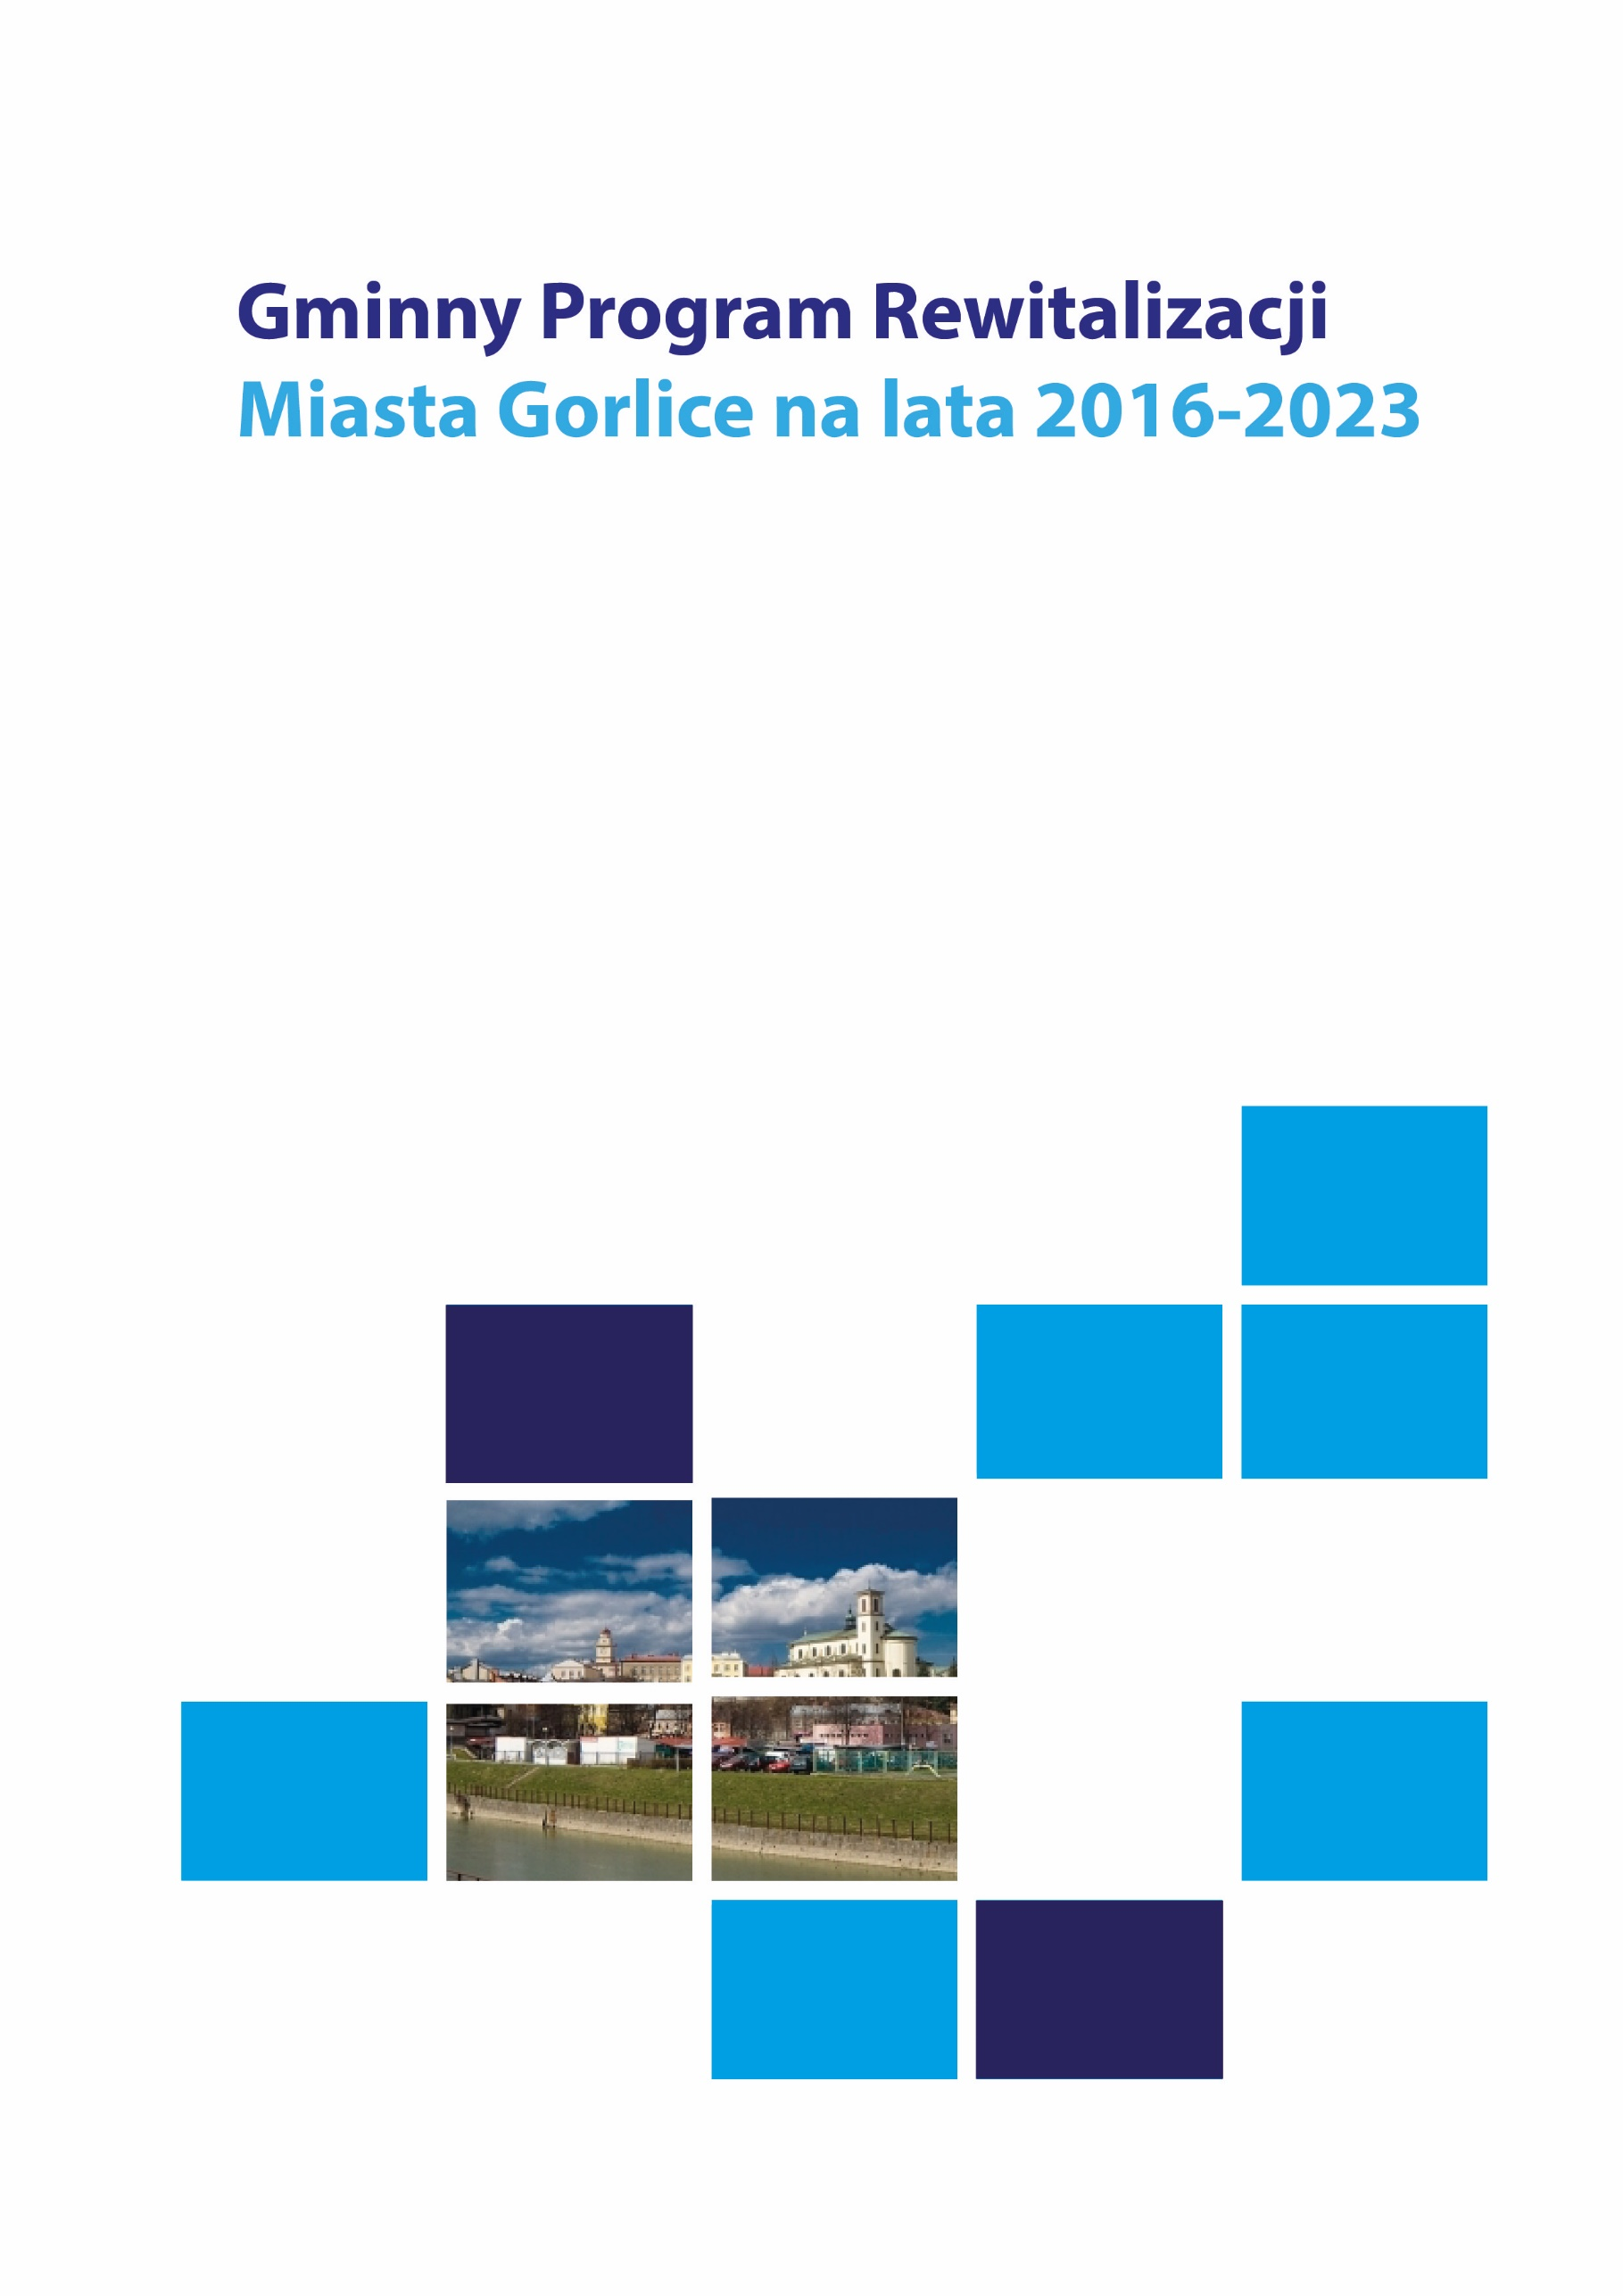 Gminny Program Rewitalizacji
Miasta Gorlice na lata 2016-2023